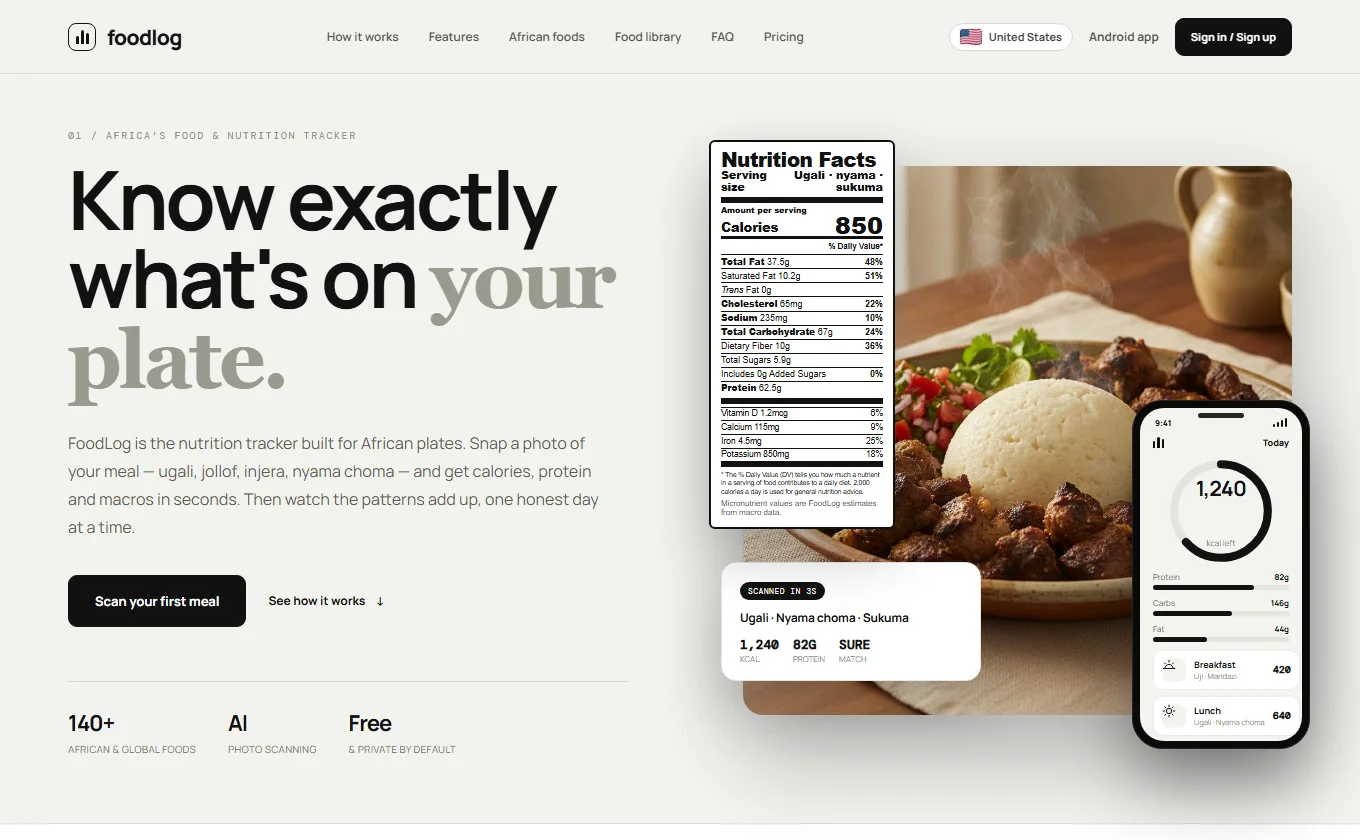 foodlog
How it works
Features
African foods
Food library
FAQ
Pricing
United States
Android app
Sign in / Sign up
01 / AFRICA'S FOOD & NUTRITION TRACKER
Know exactly
what's on your
plate.
FoodLog is the nutrition tracker built for African plates. Snap a photo of
your meal — ugali, jollof, injera, nyama choma — and get calories, protein
and macros in seconds. Then watch the patterns add up, one honest day
at a time.
Scan your first meal
See how it works ↓
140+
AFRICAN & GLOBAL FOODS
AI
PHOTO SCANNING
Free
& PRIVATE BY DEFAULT
Nutrition Facts
Serving size
Ugali · nyama · sukuma
Amount per serving
Calories 850
% Daily Value*
Total Fat 37.5g 48%
Saturated Fat 10.2g 51%
Trans Fat 0g
Cholesterol 65mg 22%
Sodium 235mg 10%
Total Carbohydrate 67g 24%
Dietary Fiber 10g 36%
Total Sugars 5.9g
Includes 0g Added Sugars 0%
Protein 62.5g
Vitamin D 1.2mcg 6%
Calcium 115mg 9%
Iron 4.5mg 25%
Potassium 850mg 18%
* The % Daily Value (DV) tells you how much a nutrient
in a serving of food contributes to a daily diet. 2,000
calories a day is used for general nutrition advice.
Micronutrient values are FoodLog estimates
from macro data.
SCANNED IN 3S
Ugali · Nyama choma · Sukuma
1,240 82G SURE
KCAL PROTEIN MATCH
9:41
Today
1,240
kcal left
Protein 82g
Carbs 146g
Fat 44g
Breakfast
Uji · Mandazi
420
Lunch
Ugali · Nyama choma
640